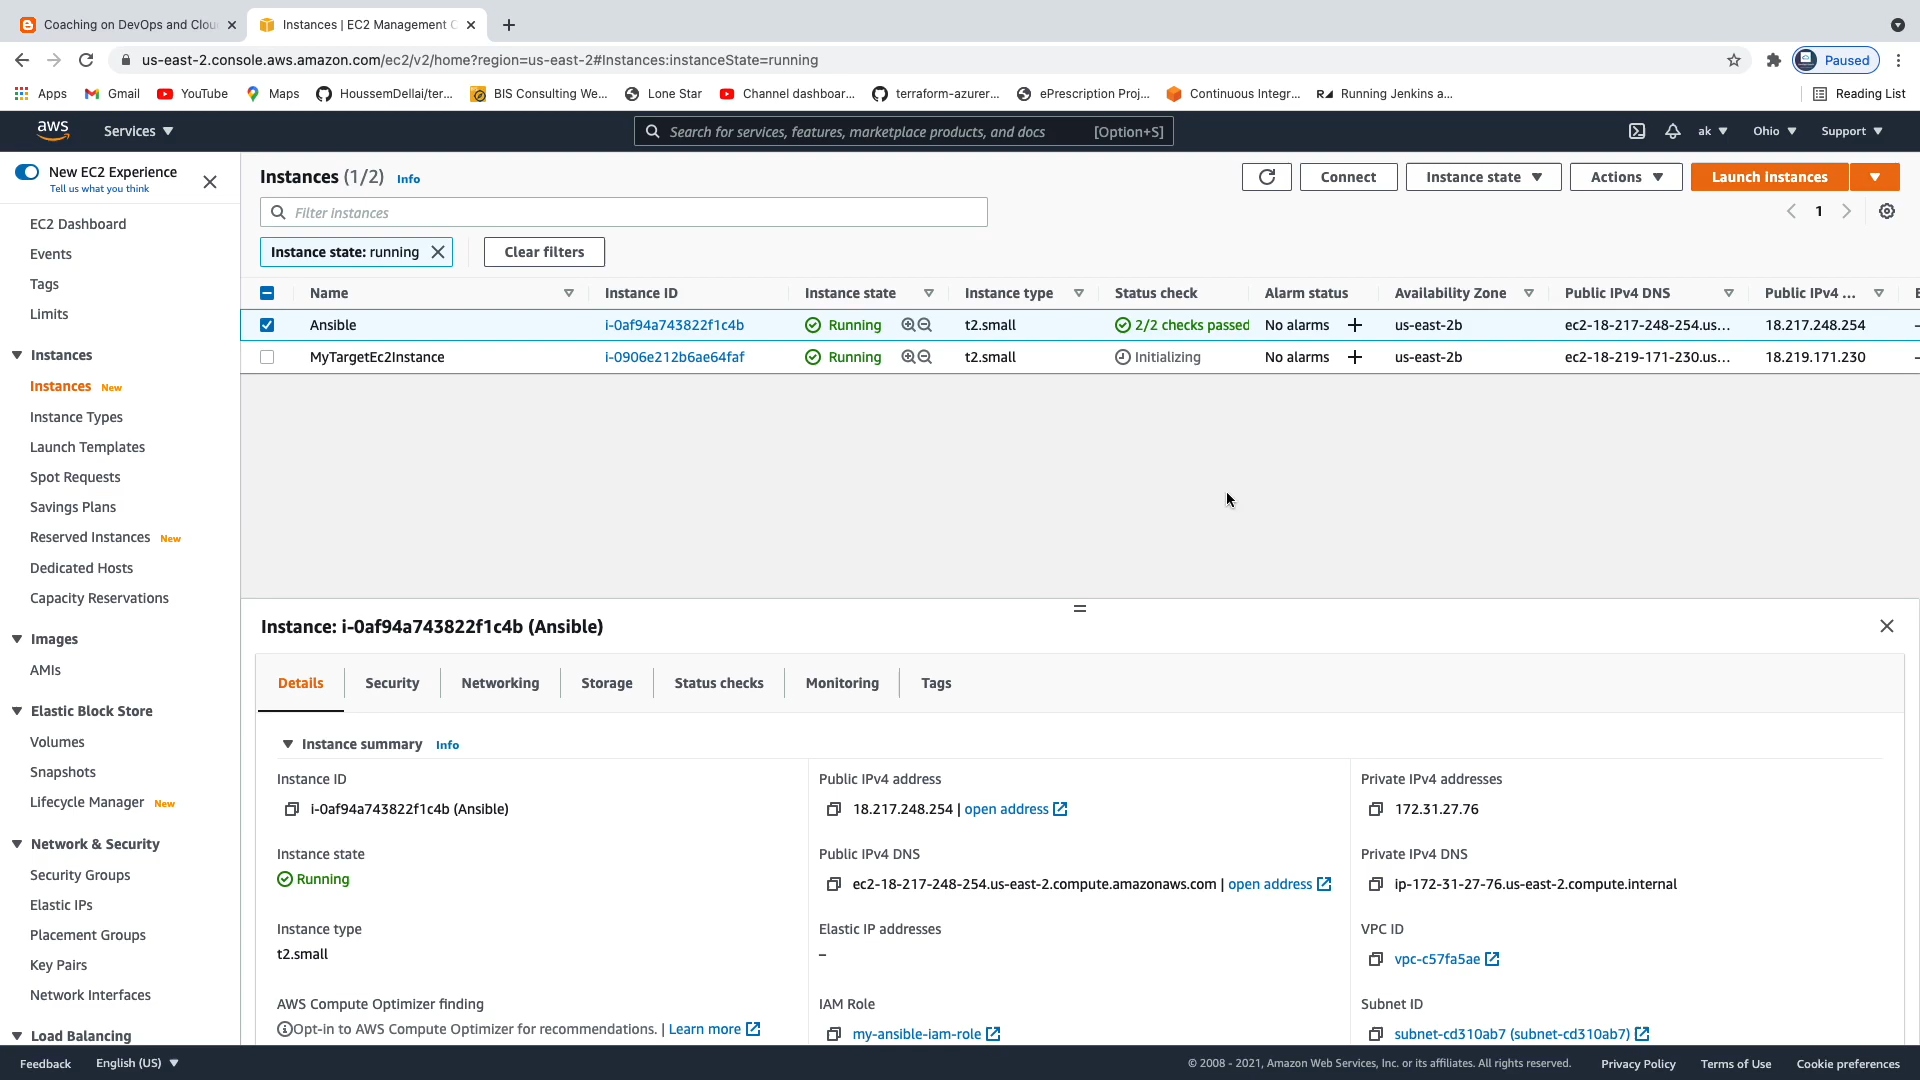 Coaching on DevOps and Clou
Instances | EC2 Management C
us-east-2.console.aws.amazon.com/ec2/v2/home?region=us-east-2#Instances:instanceState=running
Paused
Apps
Gmail
YouTube
Maps
HoussemDellai/ter...
BIS Consulting We...
Lone Star
Channel dashboar...
terraform-azurer...
ePrescription Proj...
Continuous Integr...
Running Jenkins a...
Reading List
aws
Services
Search for services, features, marketplace products, and docs
[Option+S]
ak
Ohio
Support
New EC2 Experience
Tell us what you think
EC2 Dashboard
Events
Tags
Limits
Instances
Instances New
Instance Types
Launch Templates
Spot Requests
Savings Plans
Reserved Instances New
Dedicated Hosts
Capacity Reservations
Images
AMIs
Elastic Block Store
Volumes
Snapshots
Lifecycle Manager New
Network & Security
Security Groups
Elastic IPs
Placement Groups
Key Pairs
Network Interfaces
Load Balancing
Instances (1/2) Info
Connect
Instance state
Actions
Launch instances
Filter instances
1
Instance state: running
Clear filters
Name Instance ID Instance state Instance type Status check Alarm status Availability Zone Public IPv4 DNS Public IPv4 ...
Ansible i-0af94a743822f1c4b Running t2.small 2/2 checks passed No alarms us-east-2b ec2-18-217-248-254.us... 18.217.248.254 –
MyTargetEc2Instance i-0906e212b6ae64faf Running t2.small Initializing No alarms us-east-2b ec2-18-219-171-230.us... 18.219.171.230 –
Instance: i-0af94a743822f1c4b (Ansible)
Details
Security
Networking
Storage
Status checks
Monitoring
Tags
Instance summary Info
Instance ID
i-0af94a743822f1c4b (Ansible)
Public IPv4 address
18.217.248.254 | open address
Private IPv4 addresses
172.31.27.76
Instance state
Running
Public IPv4 DNS
ec2-18-217-248-254.us-east-2.compute.amazonaws.com | open address
Private IPv4 DNS
ip-172-31-27-76.us-east-2.compute.internal
Instance type
t2.small
Elastic IP addresses
–
VPC ID
vpc-c57fa5ae
AWS Compute Optimizer finding
Opt-in to AWS Compute Optimizer for recommendations. | Learn more
IAM Role
my-ansible-iam-role
Subnet ID
subnet-cd310ab7 (subnet-cd310ab7)
Feedback
English (US)
© 2008 - 2021, Amazon Web Services, Inc. or its affiliates. All rights reserved.
Privacy Policy
Terms of Use
Cookie preferences